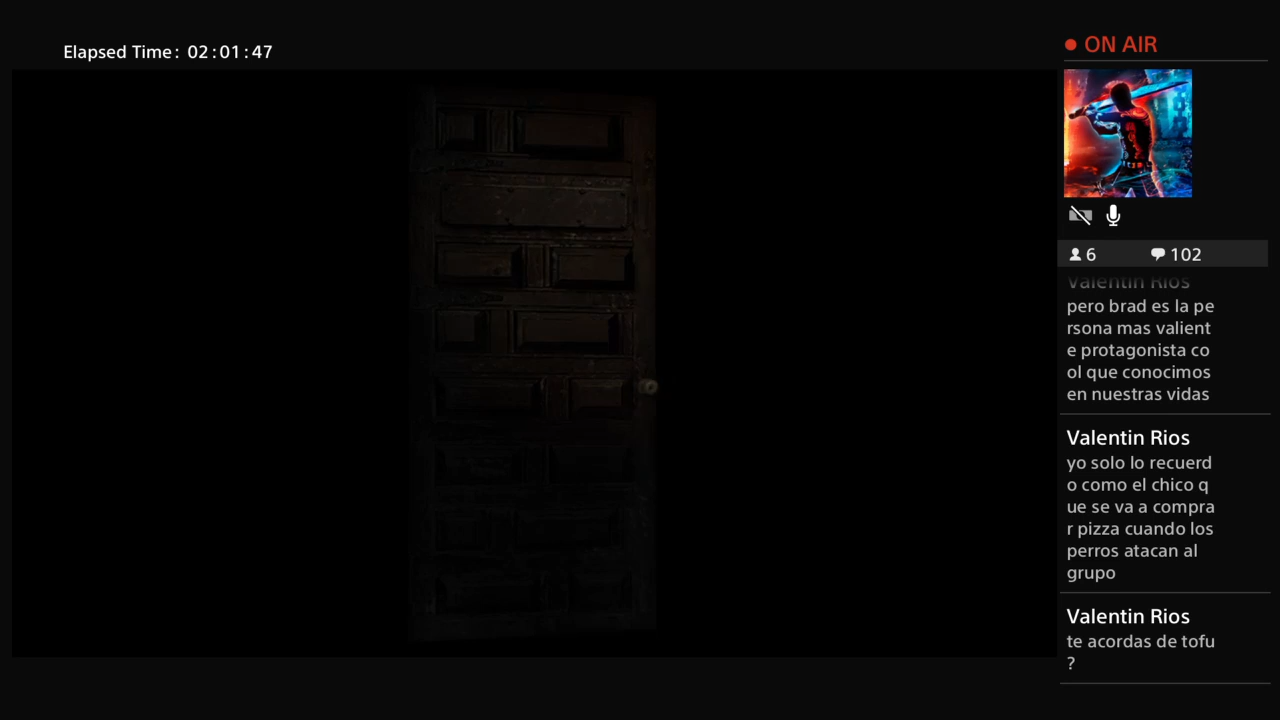 Elapsed Time: 02:01:47
ON AIR
6
102
Valentin Rios
pero brad es la pe
rsona mas valient
e protagonista co
ol que conocimos
en nuestras vidas
Valentin Rios
yo solo lo recuerd
o como el chico q
ue se va a compra
r pizza cuando los
perros atacan al
grupo
Valentin Rios
te acordas de tofu
?